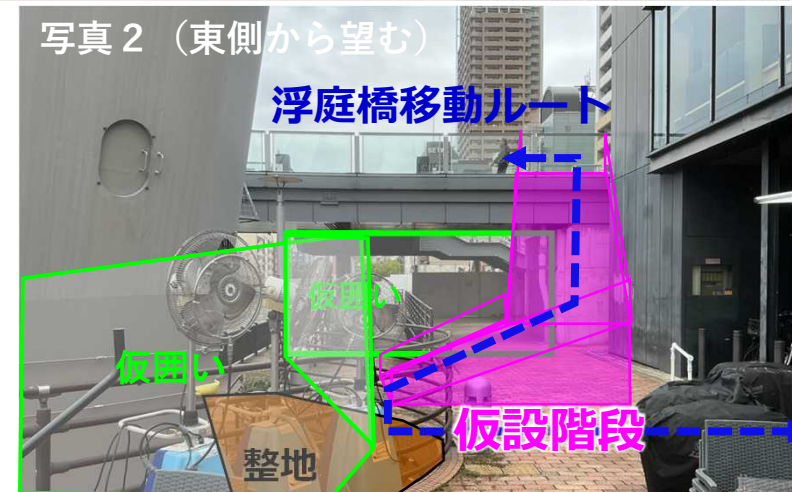 写真２（東側から望む）
浮庭橋移動ルート
仮囲い
仮囲い
仮設階段
整地